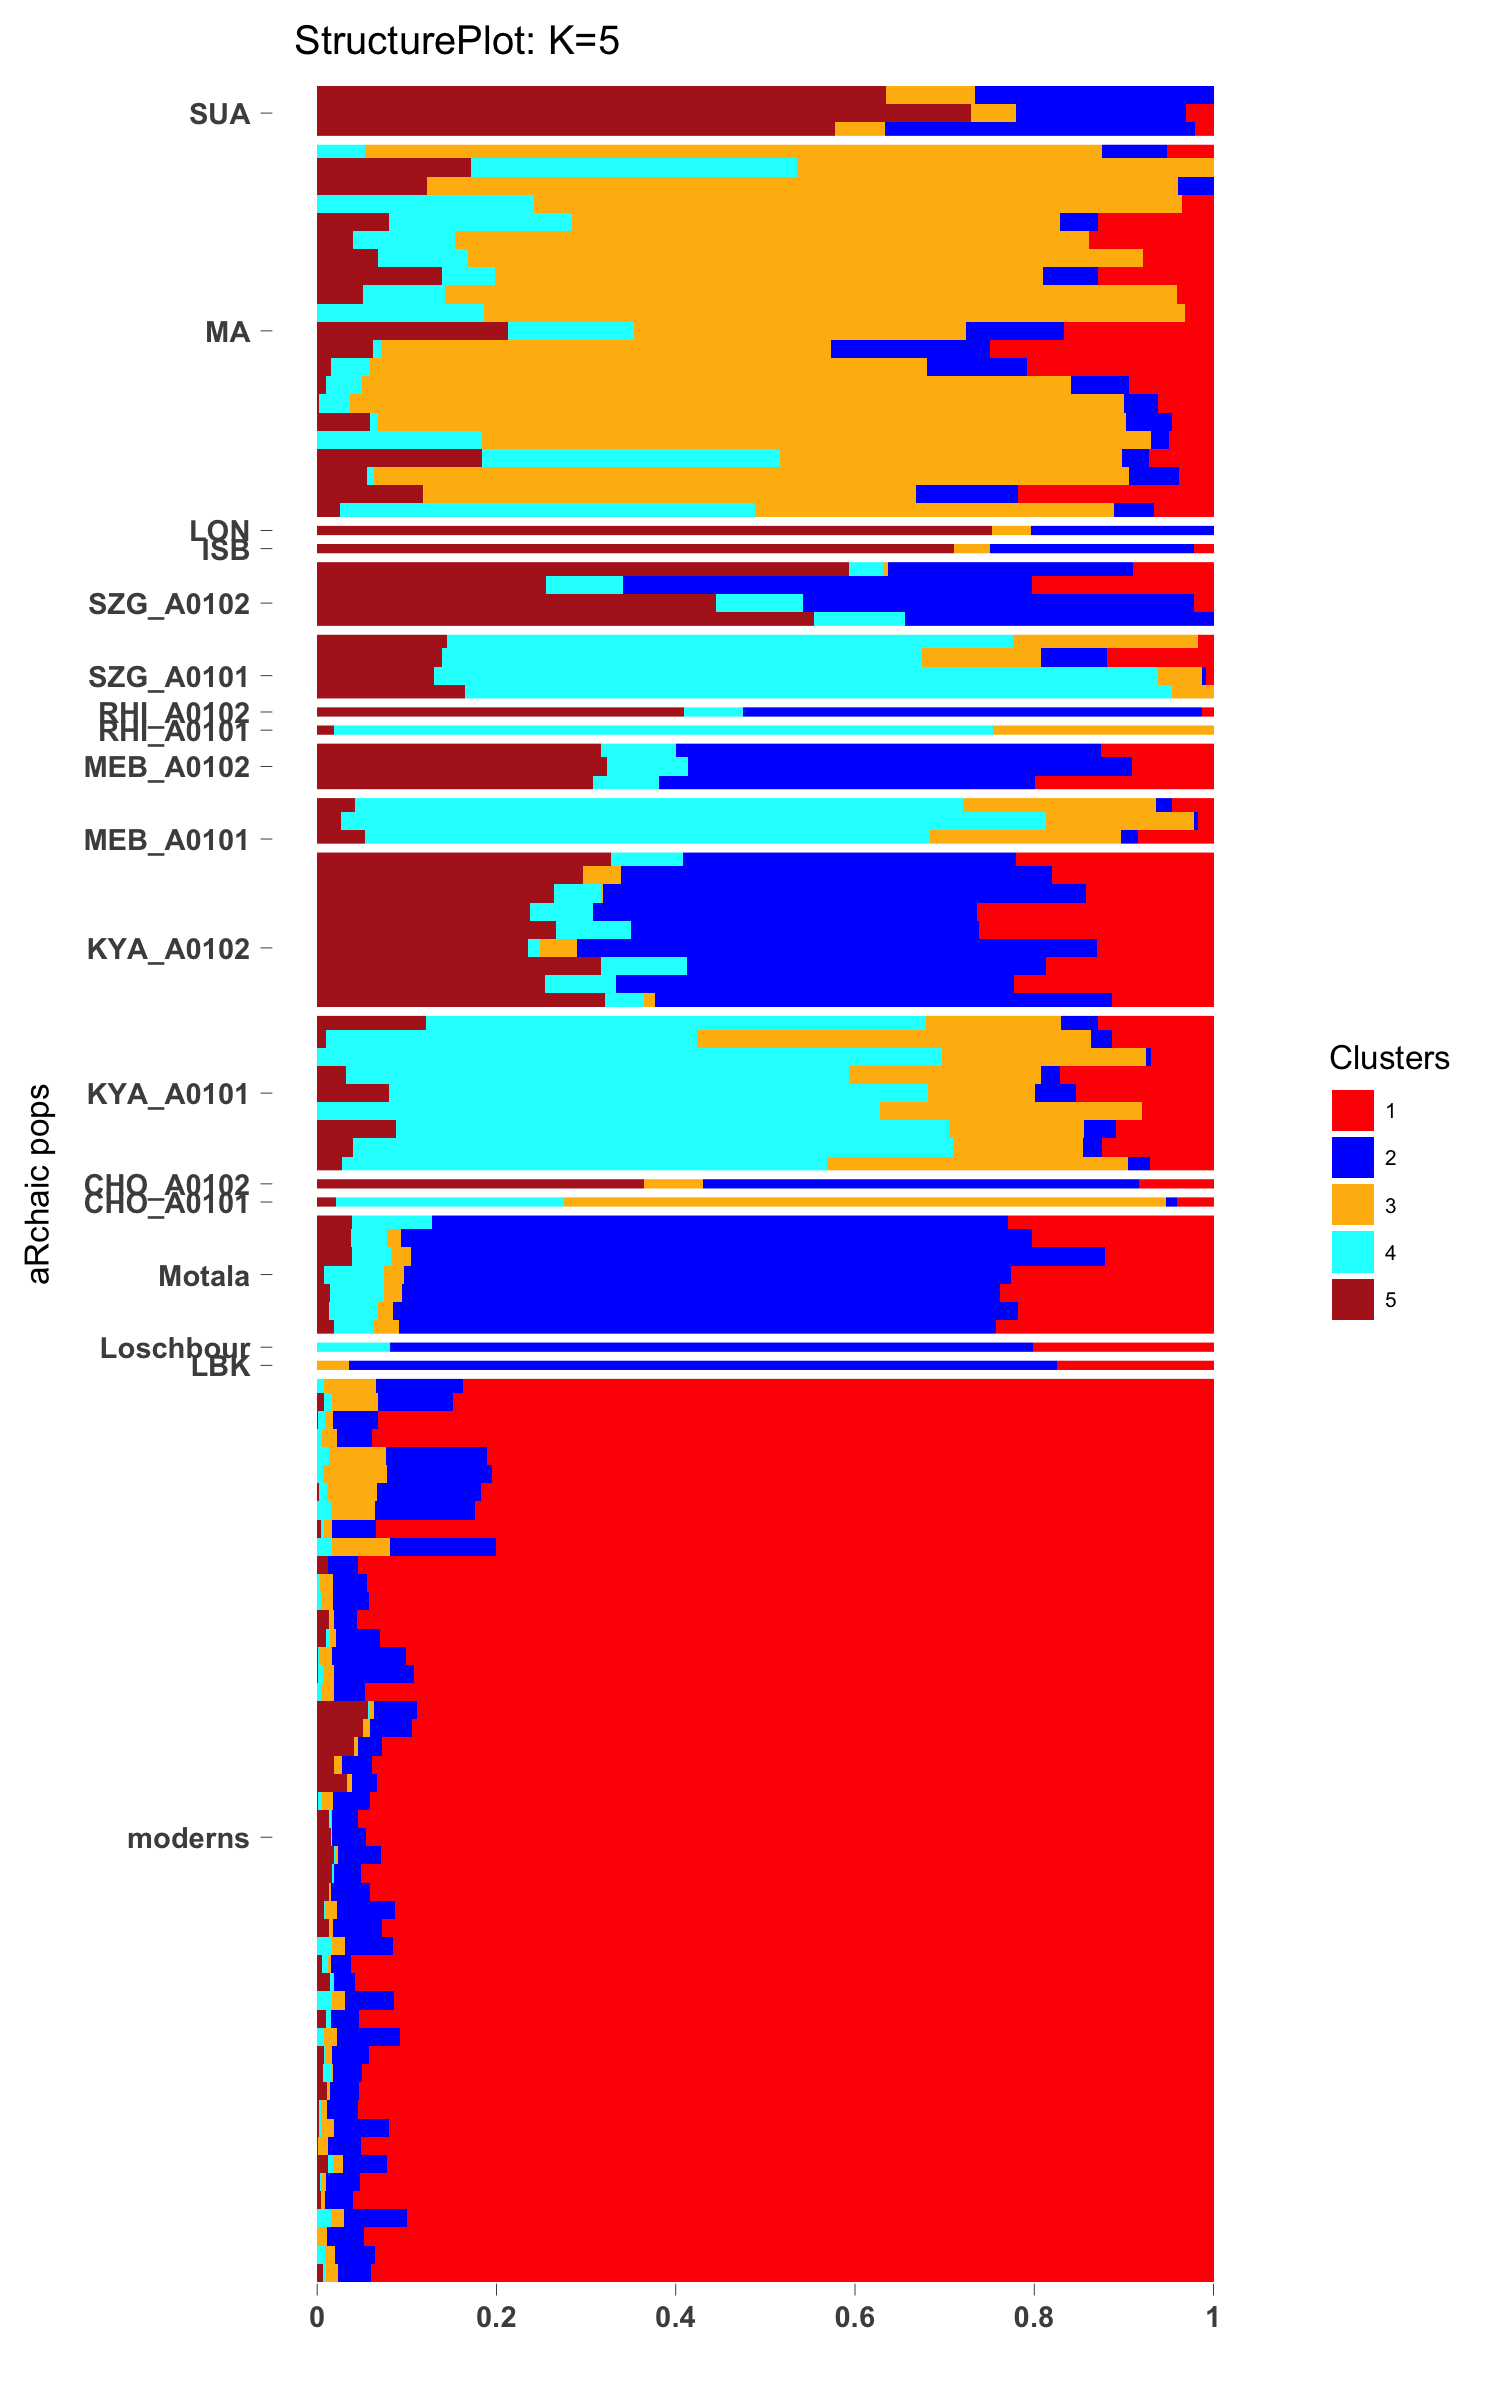 StructurePlot: K=5
SUA
MA
LON
ISB
SZG_A0102
SZG_A0101
RHI_A0102
RHI_A0101
MEB_A0102
MEB_A0101
KYA_A0102
KYA_A0101
CHO_A0102
CHO_A0101
Motala
Loschbour
LBK
moderns
aRchaic pops
0 0.2 0.4 0.6 0.8 1
Clusters
1
2
3
4
5